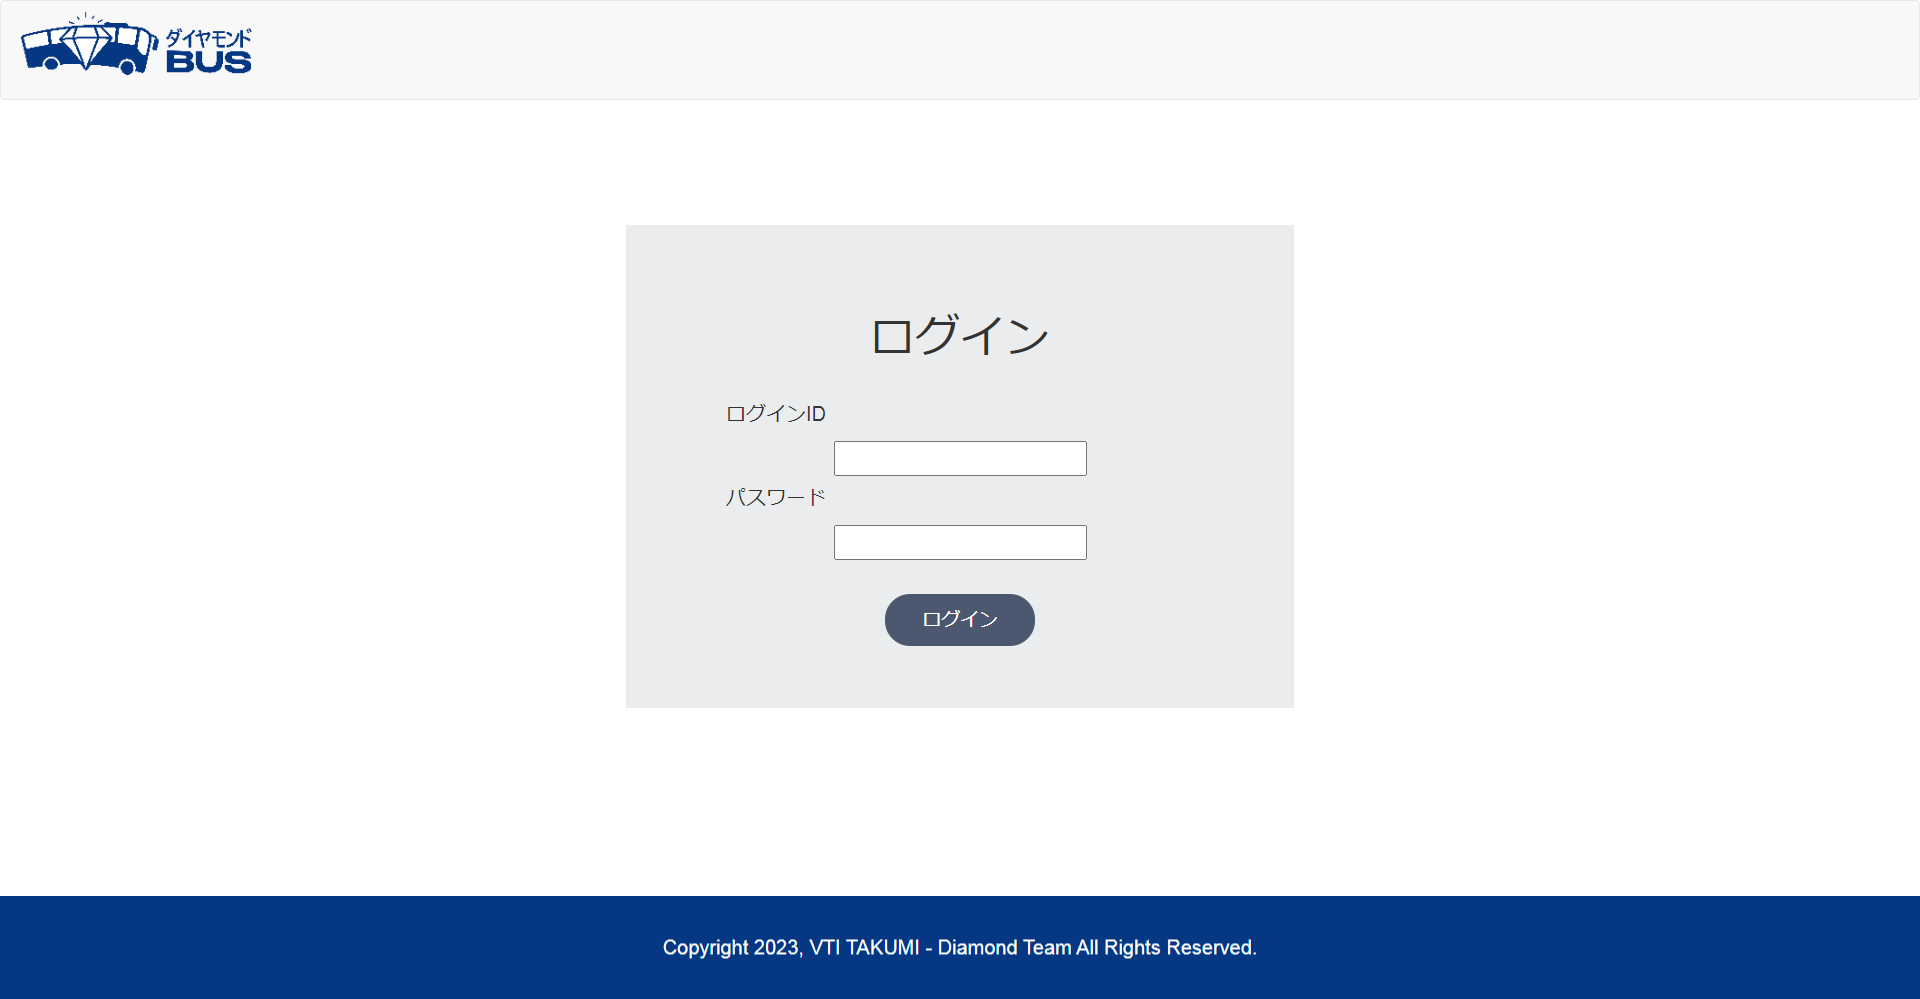 ダイヤモンド
BUS
ログイン
ログインID
パスワード
ログイン
Copyright 2023, VTI TAKUMI - Diamond Team All Rights Reserved.